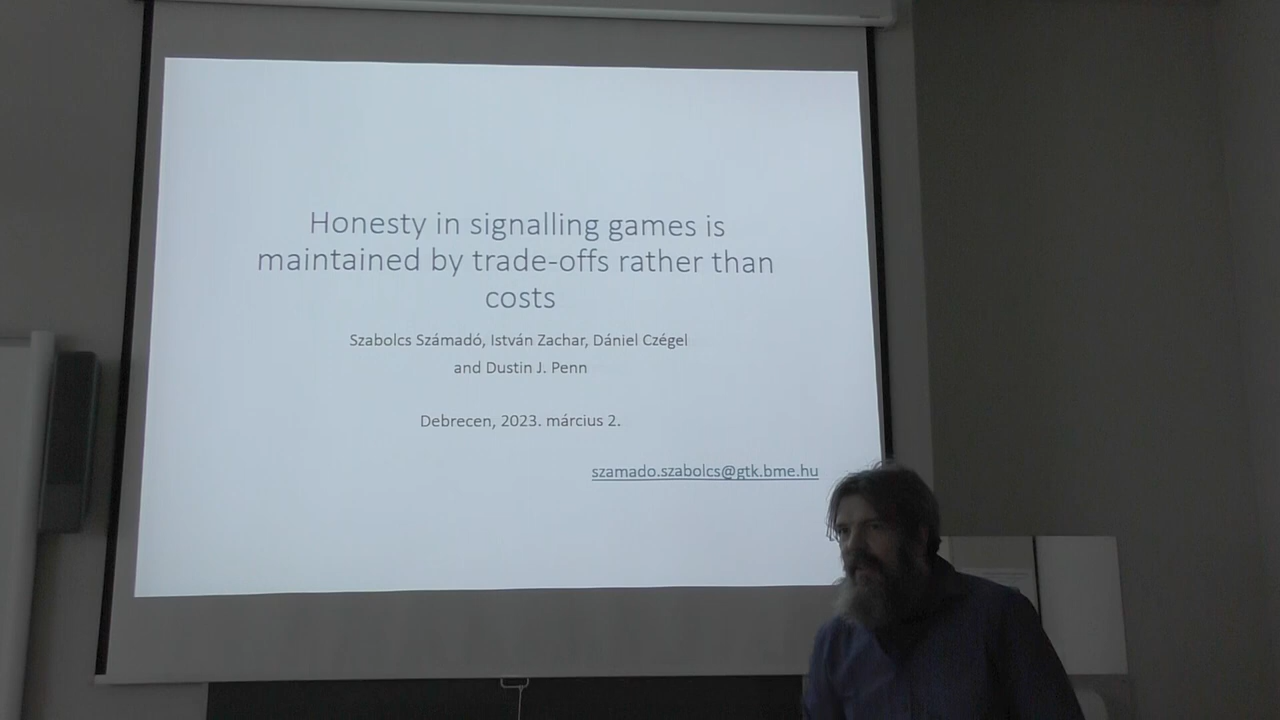 Honesty in signalling games is
maintained by trade-offs rather than
costs
Szabolcs Számadó, István Zachar, Dániel Czégel
and Dustin J. Penn
Debrecen, 2023. március 2.
szamado.szabolcs@gtk.bme.hu